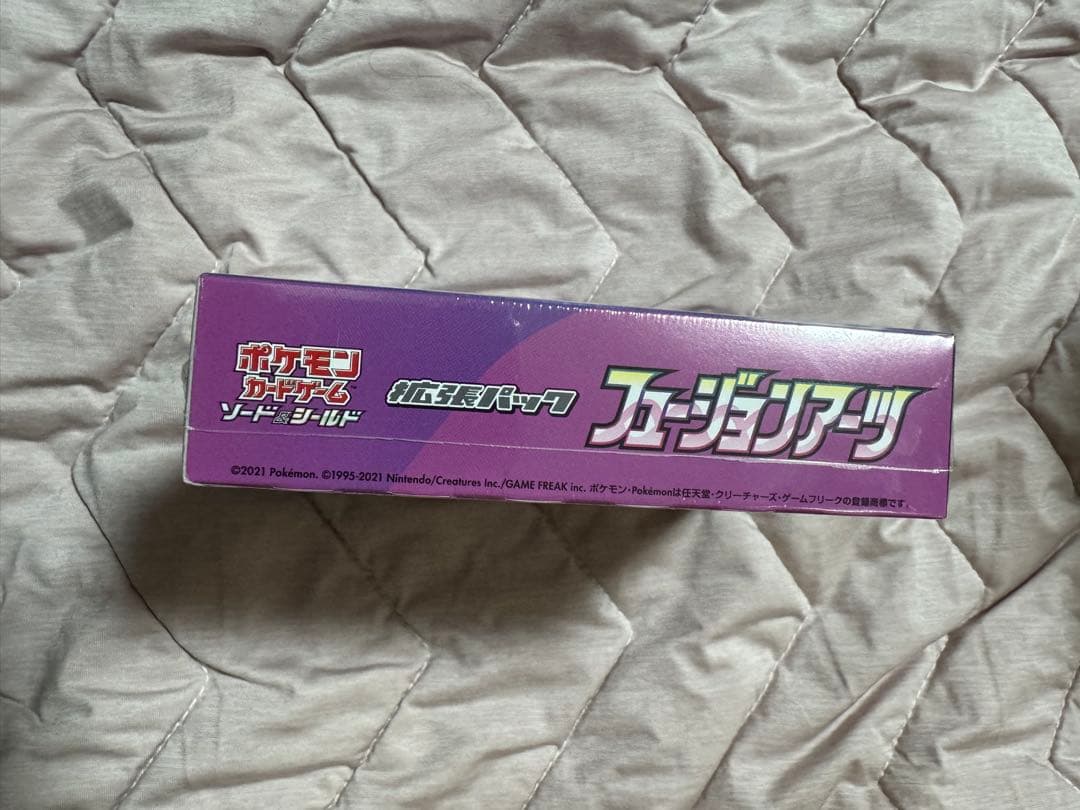 ポケモン
カードゲーム
ソード&シールド
拡張パック
フュージョンアーツ
©2021 Pokémon. ©1995-2021 Nintendo/Creatures Inc./GAME FREAK inc. ポケモン・Pokémonは任天堂・クリーチャーズ・ゲームフリークの登録商標です。